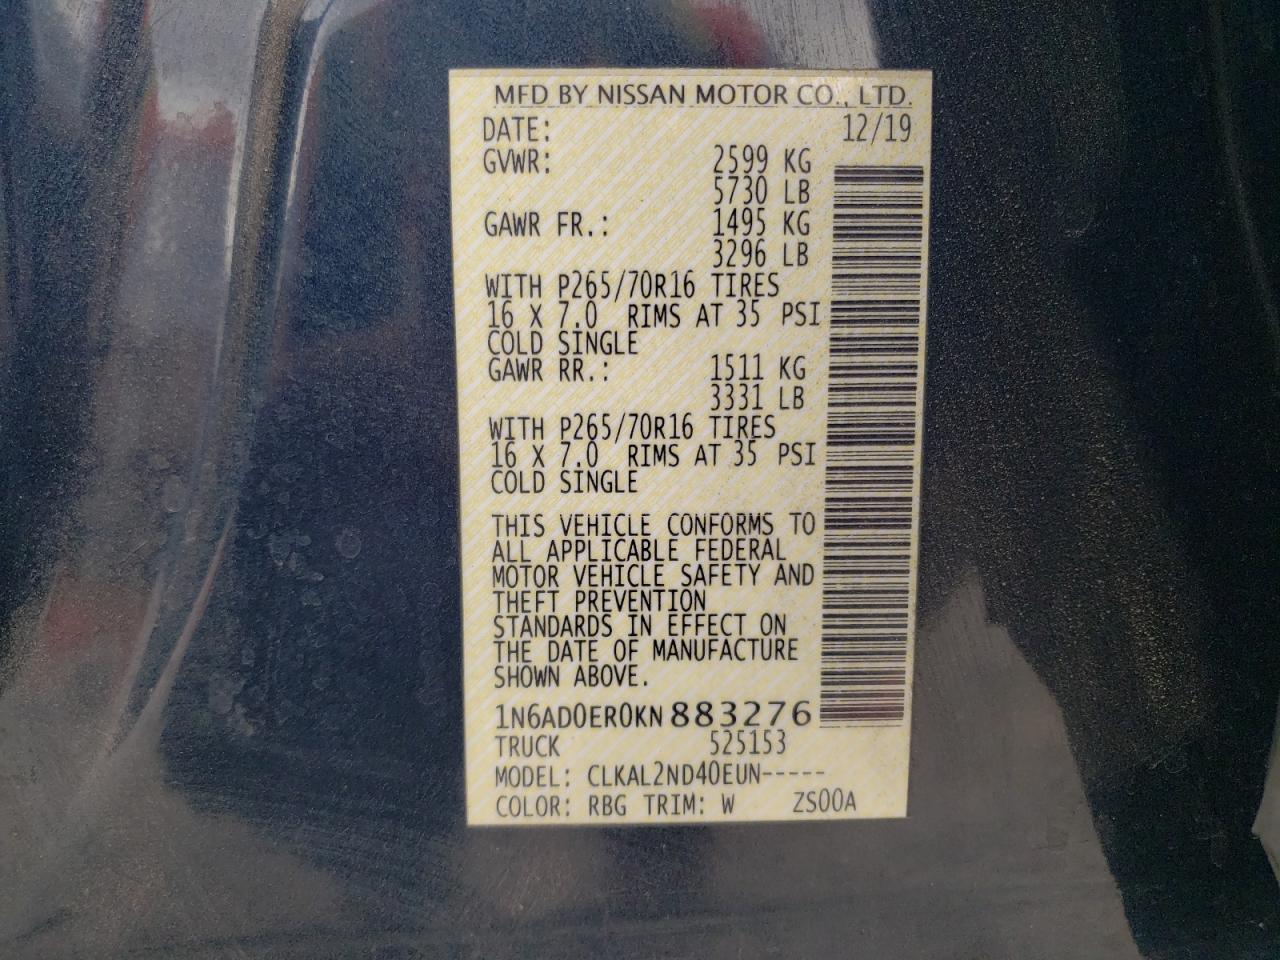 MFD BY NISSAN MOTOR CO., LTD.
DATE: 12/19
GVWR: 2599 KG
5730 LB
GAWR FR.: 1495 KG
3296 LB
WITH P265/70R16 TIRES
16 X 7.0 RIMS AT 35 PSI
COLD SINGLE
GAWR RR.: 1511 KG
3331 LB
WITH P265/70R16 TIRES
16 X 7.0 RIMS AT 35 PSI
COLD SINGLE
THIS VEHICLE CONFORMS TO
ALL APPLICABLE FEDERAL
MOTOR VEHICLE SAFETY AND
THEFT PREVENTION
STANDARDS IN EFFECT ON
THE DATE OF MANUFACTURE
SHOWN ABOVE.
1N6AD0ER0KN883276
TRUCK 525153
MODEL: CLKAL2ND40EUN-----
COLOR: RBG TRIM: W ZS00A